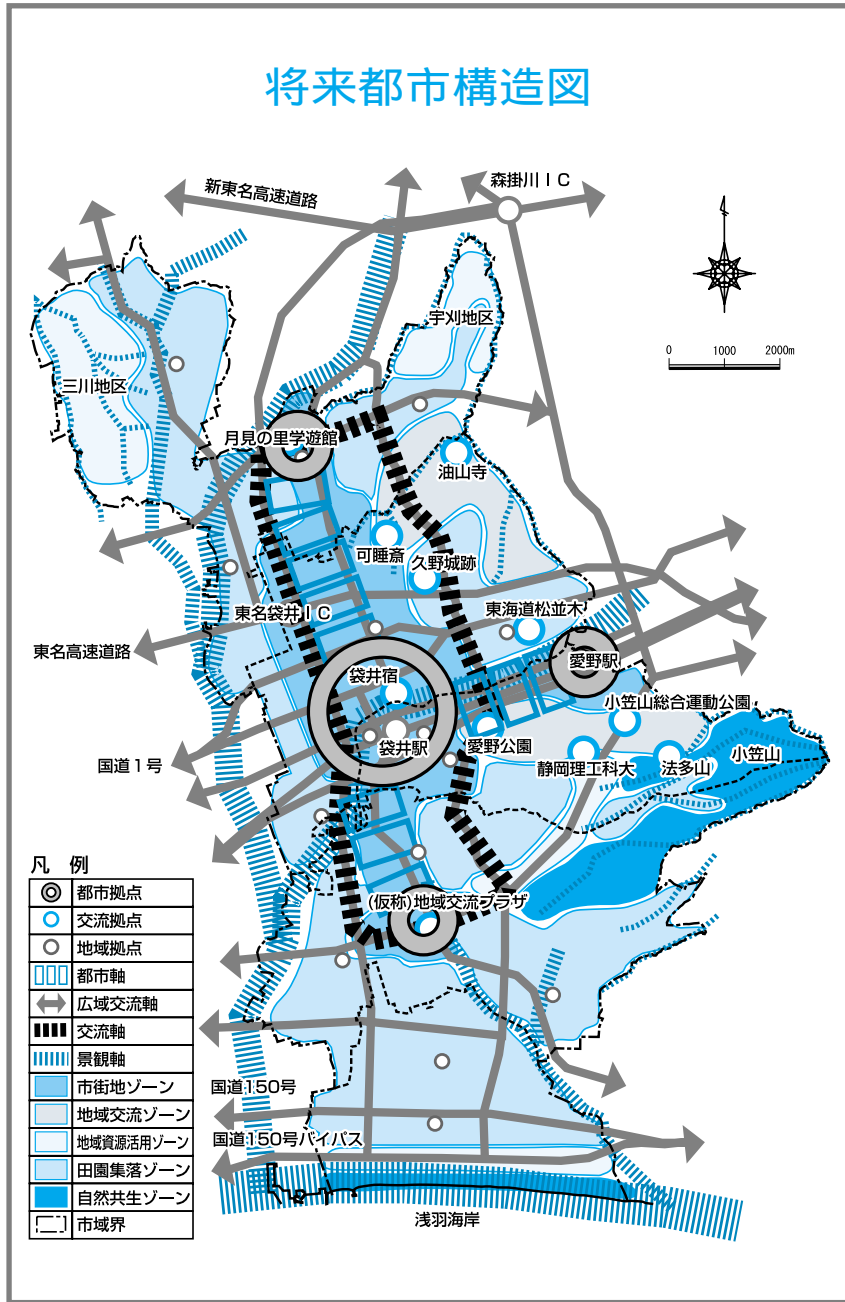 将来都市構造図
森掛川IC
新東名高速道路
宇刈地区
0 1000 2000m
三川地区
月見の里学遊館
油山寺
可睡斎
久野城跡
東名袋井IC
東海道松並木
東名高速道路
愛野駅
袋井宿
小笠山総合運動公園
袋井駅
愛野公園
国道1号
静岡理工科大
法多山
小笠山
(仮称)地域交流プラザ
凡 例
都市拠点
交流拠点
地域拠点
都市軸
広域交流軸
交流軸
景観軸
市街地ゾーン
地域交流ゾーン
地域資源活用ゾーン
田園集落ゾーン
自然共生ゾーン
市域界
国道150号
国道150号バイパス
浅羽海岸